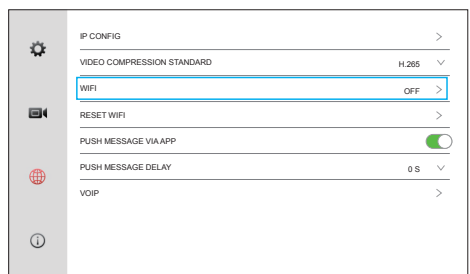 IP CONFIG
VIDEO COMPRESSION STANDARD H.265
WIFI OFF
RESET WIFI
PUSH MESSAGE VIA APP
PUSH MESSAGE DELAY 0 S
VOIP